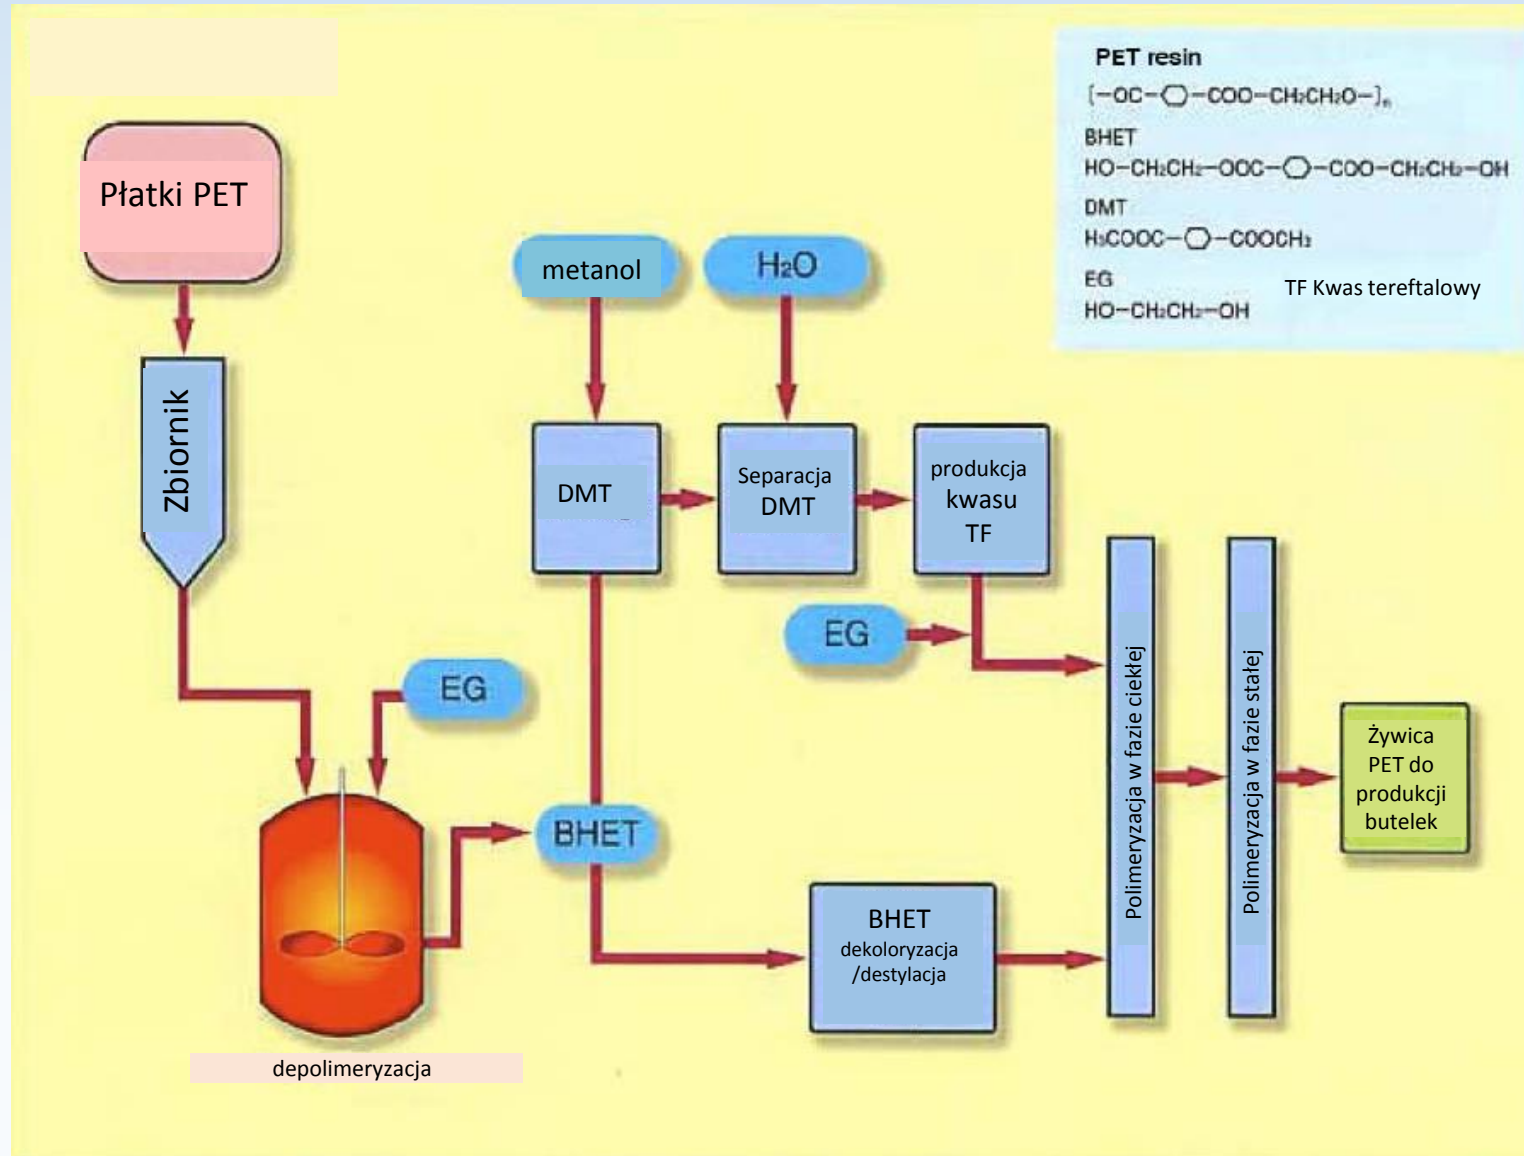 PET resin
[-OC-⬡-COO-CH₂CH₂O-]ₙ
BHET
HO-CH₂CH₂-OOC-⬡-COO-CH₂CH₂-OH
DMT
H₃COOC-⬡-COOCH₃
EG
TF Kwas tereftalowy
HO-CH₂CH₂-OH
Płatki PET
metanol
H₂O
Zbiornik
DMT
Separacja
DMT
produkcja
kwasu
TF
EG
EG
BHET
BHET
dekoloryzacja
/destylacja
Polimeryzacja w fazie ciekłej
Polimeryzacja w fazie stałej
Żywica
PET do
produkcji
butelek
depolimeryzacja